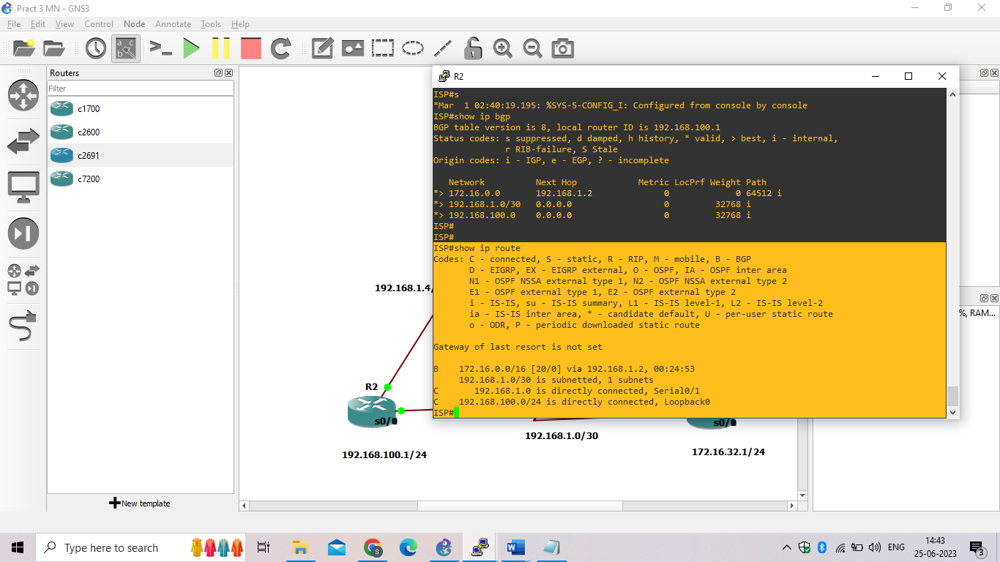 Pract 3 MN - GNS3
File Edit View Control Node Annotate Tools Help
Routers
Filter
c1700
c2600
c2691
c7200
New template
R2
ISP#s
*Mar  1 02:40:19.195: %SYS-5-CONFIG_I: Configured from console by console
ISP#show ip bgp
BGP table version is 8, local router ID is 192.168.100.1
Status codes: s suppressed, d damped, h history, * valid, > best, i - internal,
              r RIB-failure, S Stale
Origin codes: i - IGP, e - EGP, ? - incomplete
   Network          Next Hop            Metric LocPrf Weight Path
*> 172.16.0.0       192.168.1.2              0             0 64512 i
*> 192.168.1.0/30   0.0.0.0                  0         32768 i
*> 192.168.100.0    0.0.0.0                  0         32768 i
ISP#
ISP#
ISP#show ip route
Codes: C - connected, S - static, R - RIP, M - mobile, B - BGP
       D - EIGRP, EX - EIGRP external, O - OSPF, IA - OSPF inter area
       N1 - OSPF NSSA external type 1, N2 - OSPF NSSA external type 2
       E1 - OSPF external type 1, E2 - OSPF external type 2
       i - IS-IS, su - IS-IS summary, L1 - IS-IS level-1, L2 - IS-IS level-2
       ia - IS-IS inter area, * - candidate default, U - per-user static route
       o - ODR, P - periodic downloaded static route
Gateway of last resort is not set
B    172.16.0.0/16 [20/0] via 192.168.1.2, 00:24:53
     192.168.1.0/30 is subnetted, 1 subnets
C       192.168.1.0 is directly connected, Serial0/1
C    192.168.100.0/24 is directly connected, Loopback0
ISP#
192.168.1.4/
%, RAM...
R2
192.168.1.0/30
192.168.100.1/24
172.16.32.1/24
Type here to search
ENG
14:43
25-06-2023
3